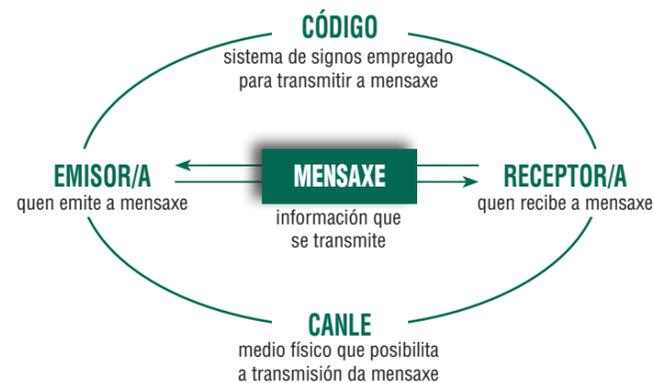 CÓDIGO
sistema de signos empregado
para transmitir a mensaxe
EMISOR/A
quen emite a mensaxe
MENSAXE
información que
se transmite
RECEPTOR/A
quen recibe a mensaxe
CANLE
medio físico que posibilita
a transmisión da mensaxe